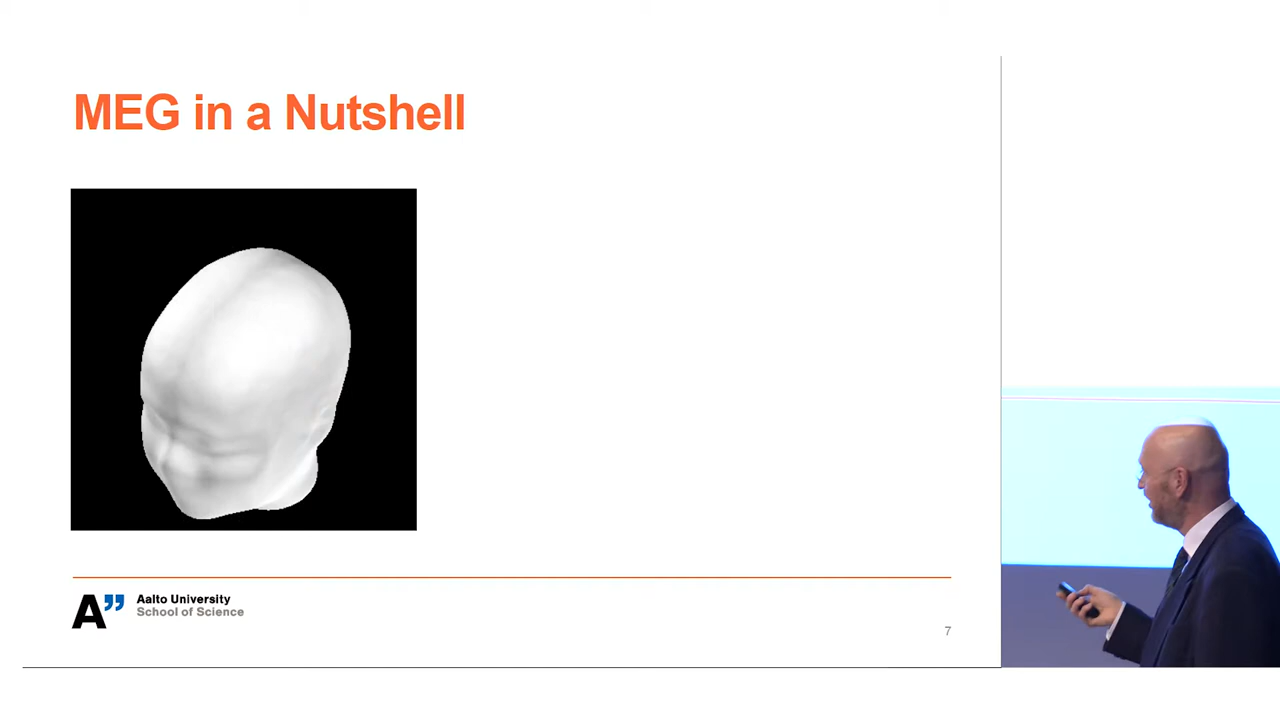 MEG in a Nutshell
A”
Aalto University
School of Science
7